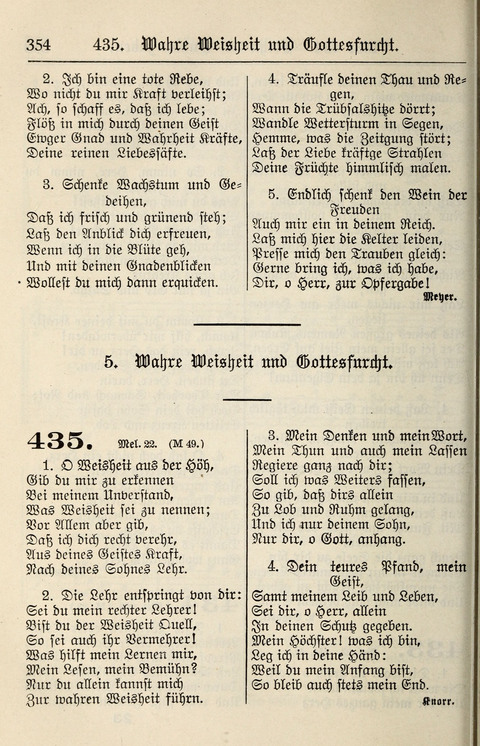 354 435. Wahre Weisheit und Gottesfurcht.
2. Ich bin eine tote Rebe,
Wo nicht du mir Kraft verleihst;
Ach, so schaff es, daß ich lebe;
Flöß in mich durch deinen Geist
Ewger Gnad und Wahrheit Kräfte,
Deine reinen Liebessäfte.
3. Schenke Wachstum und Ge-
deihen,
Daß ich frisch und grünend steh;
Laß den Anblick dich erfreuen,
Wenn ich in die Blüte geh,
Und mit deinen Gnadenblicken
Wollest du mich dann erquicken.
4. Träufle deinen Thau und Re-
gen,
Wann die Trübsalshitze dörrt;
Wandle Wettersturm in Segen,
Hemme, was die Zeitgung stört;
Laß der Liebe kräftge Strahlen
Deine Früchte himmlisch malen.
5. Endlich schenk den Wein der
Freuden
Auch mir ein in deinem Reich.
Laß mich hier die Kelter leiden,
Presse mich den Trauben gleich:
Gerne bring ich, was ich habe,
Dir, o Herr, zur Opfergabe!
Meyer.
5. Wahre Weisheit und Gottesfurcht.
435. Mel. 22. (M 49.)
1. O Weisheit aus der Höh,
Gib du mir zu erkennen
Bei meinem Unverstand,
Was Weisheit sei zu nennen;
Vor Allem aber gib,
Daß ich dich recht verehr,
Aus deines Geistes Kraft,
Nach deines Sohnes Lehr.
2. Die Lehr entspringt von dir:
Sei du mein rechter Lehrer!
Bist du der Weisheit Quell,
So sei auch ihr Vermehrer!
Was hilft mein Lernen mir,
Mein Lesen, mein Bemühn?
Nur du allein kannst mich
Zur wahren Weisheit führn.
3. Mein Denken und mein Wort,
Mein Thun und auch mein Lassen
Regiere ganz nach dir;
Soll ich was Weiters fassen,
So gib, daß dirs allein
Zu Lob und Ruhm gelang,
Und ich nur deinem Sohn,
Nur dir, o Gott, anhang.
4. Dein teures Pfand, mein
Geist,
Samt meinem Leib und Leben,
Sei dir, o Herr, allein
In deinen Schutz gegeben.
Mein Höchster! was ich bin,
Leg ich in deine Händ:
Weil du mein Anfang bist,
So bleib auch stets mein End.
Knorr.